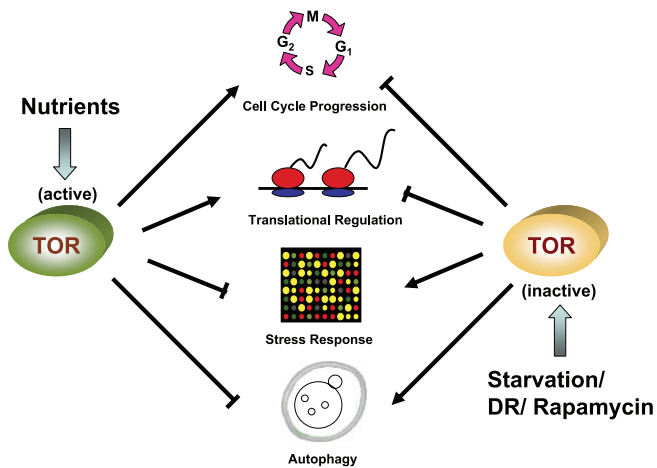 M
G2
G1
S
Cell Cycle Progression
Nutrients
(active)
TOR
Translational Regulation
TOR
(inactive)
Stress Response
Starvation/
DR/ Rapamycin
Autophagy